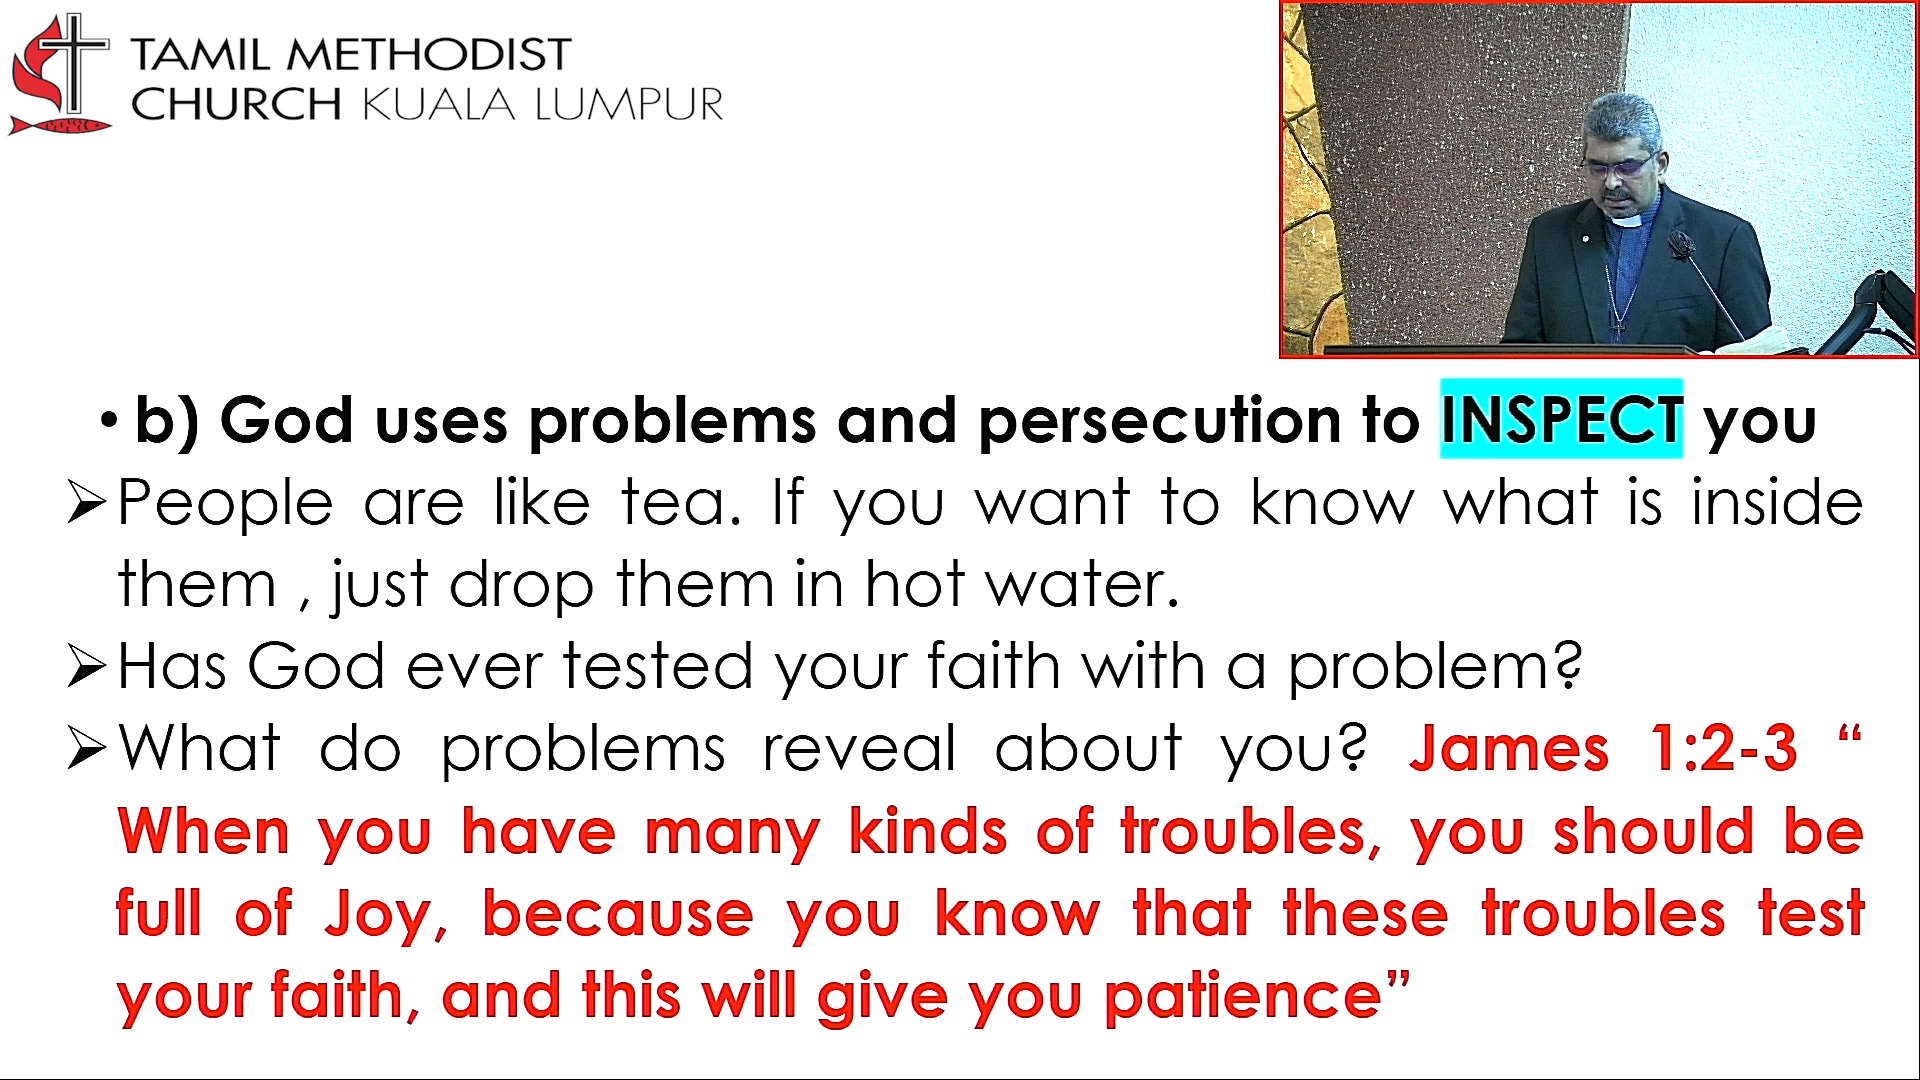 TAMIL METHODIST
CHURCH KUALA LUMPUR
• b) God uses problems and persecution to INSPECT you
➢People are like tea. If you want to know what is inside
them , just drop them in hot water.
➢Has God ever tested your faith with a problem?
➢What do problems reveal about you? James 1:2-3 “
When you have many kinds of troubles, you should be
full of Joy, because you know that these troubles test
your faith, and this will give you patience”